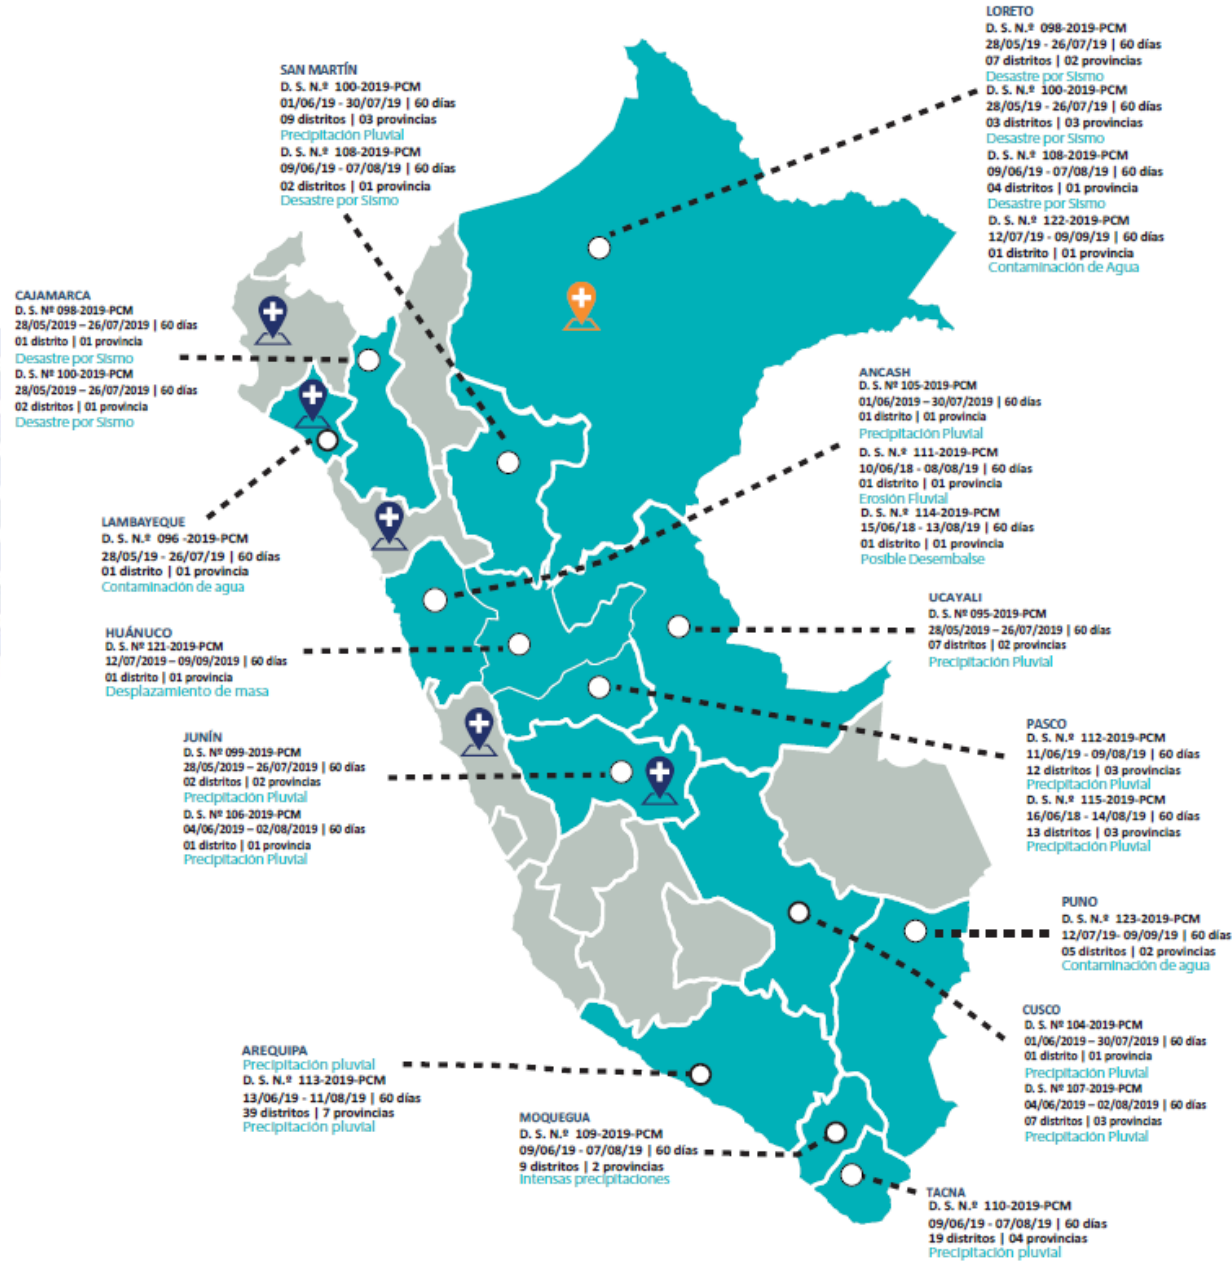 LORETO
D. S. N.º 098-2019-PCM
28/05/19 - 26/07/19 | 60 días
07 distritos | 02 provincias
Desastre por Sismo
D. S. N.º 100-2019-PCM
28/05/19 - 26/07/19 | 60 días
03 distritos | 03 provincias
Desastre por Sismo
D. S. N.º 108-2019-PCM
09/06/19 - 07/08/19 | 60 días
04 distritos | 01 provincia
Desastre por Sismo
D. S. N.º 122-2019-PCM
12/07/19 - 09/09/19 | 60 días
01 distrito | 01 provincia
Contaminación de Agua
SAN MARTÍN
D. S. N.º 100-2019-PCM
01/06/19 - 30/07/19 | 60 días
09 distritos | 03 provincias
Precipitación Pluvial
D. S. N.º 108-2019-PCM
09/06/19 - 07/08/19 | 60 días
02 distritos | 01 provincia
Desastre por Sismo
CAJAMARCA
D. S. Nº 098-2019-PCM
28/05/2019 – 26/07/2019 | 60 días
01 distrito | 01 provincia
Desastre por Sismo
D. S. Nº 100-2019-PCM
28/05/2019 – 26/07/2019 | 60 días
02 distritos | 01 provincia
Desastre por Sismo
ANCASH
D. S. Nº 105-2019-PCM
01/06/2019 – 30/07/2019 | 60 días
01 distrito | 01 provincia
Precipitación Pluvial
D. S. N.º 111-2019-PCM
10/06/18 - 08/08/19 | 60 días
01 distrito | 01 provincia
Erosión Fluvial
D. S. N.º 114-2019-PCM
15/06/18 - 13/08/19 | 60 días
01 distrito | 01 provincia
Posible Desembalse
LAMBAYEQUE
D. S. N.º 096 -2019-PCM
28/05/19 - 26/07/19 | 60 días
01 distrito | 01 provincia
Contaminación de agua
UCAYALI
D. S. Nº 095-2019-PCM
28/05/2019 – 26/07/2019 | 60 días
07 distritos | 02 provincias
Precipitación Pluvial
HUÁNUCO
D. S. Nº 121-2019-PCM
12/07/2019 – 09/09/2019 | 60 días
01 distrito | 01 provincia
Desplazamiento de masa
PASCO
D. S. N.º 112-2019-PCM
11/06/19 - 09/08/19 | 60 días
12 distritos | 03 provincias
Precipitación Pluvial
D. S. N.º 115-2019-PCM
16/06/18 - 14/08/19 | 60 días
13 distritos | 03 provincias
Precipitación Pluvial
JUNÍN
D. S. Nº 099-2019-PCM
28/05/2019 – 26/07/2019 | 60 días
02 distritos | 02 provincias
Precipitación Pluvial
D. S. Nº 106-2019-PCM
04/06/2019 – 02/08/2019 | 60 días
01 distrito | 01 provincia
Precipitación Pluvial
PUNO
D. S. N.º 123-2019-PCM
12/07/19- 09/09/19 | 60 días
05 distritos | 02 provincias
Contaminación de agua
CUSCO
D. S. Nº 104-2019-PCM
01/06/2019 – 30/07/2019 | 60 días
01 distrito | 01 provincia
Precipitación Pluvial
D. S. Nº 107-2019-PCM
04/06/2019 – 02/08/2019 | 60 días
07 distritos | 03 provincias
Precipitación Pluvial
AREQUIPA
Precipitación pluvial
D. S. N.º 113-2019-PCM
13/06/19 - 11/08/19 | 60 días
39 distritos | 7 provincias
Precipitación pluvial
MOQUEGUA
D. S. N.º 109-2019-PCM
09/06/19 - 07/08/19 | 60 días
9 distritos | 2 provincias
Intensas precipitaciones
TACNA
D. S. N.º 110-2019-PCM
09/06/19 - 07/08/19 | 60 días
19 distritos | 04 provincias
Precipitación pluvial